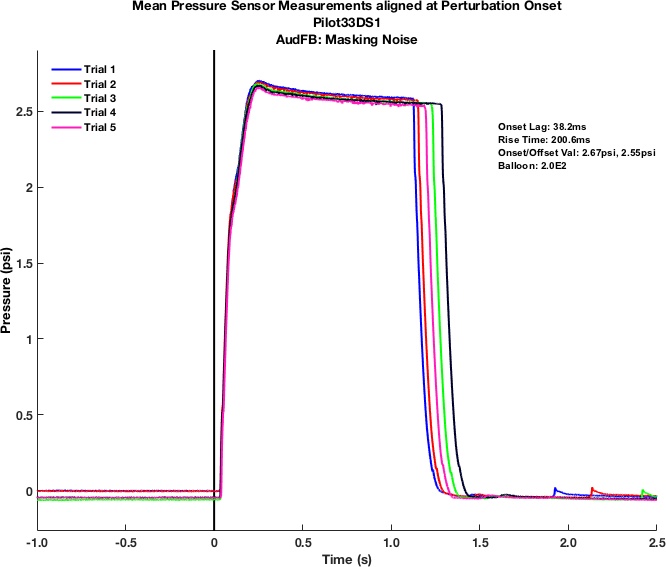 Mean Pressure Sensor Measurements aligned at Perturbation Onset
Pilot33DS1
AudFB: Masking Noise
Trial 1
Trial 2
Trial 3
Trial 4
Trial 5
Onset Lag: 38.2ms
Rise Time: 200.6ms
Onset/Offset Val: 2.67psi, 2.55psi
Balloon: 2.0E2
Pressure (psi)
2.5
2
1.5
1
0.5
0
-1.0 -0.5 0 0.5 1.0 1.5 2.0 2.5
Time (s)